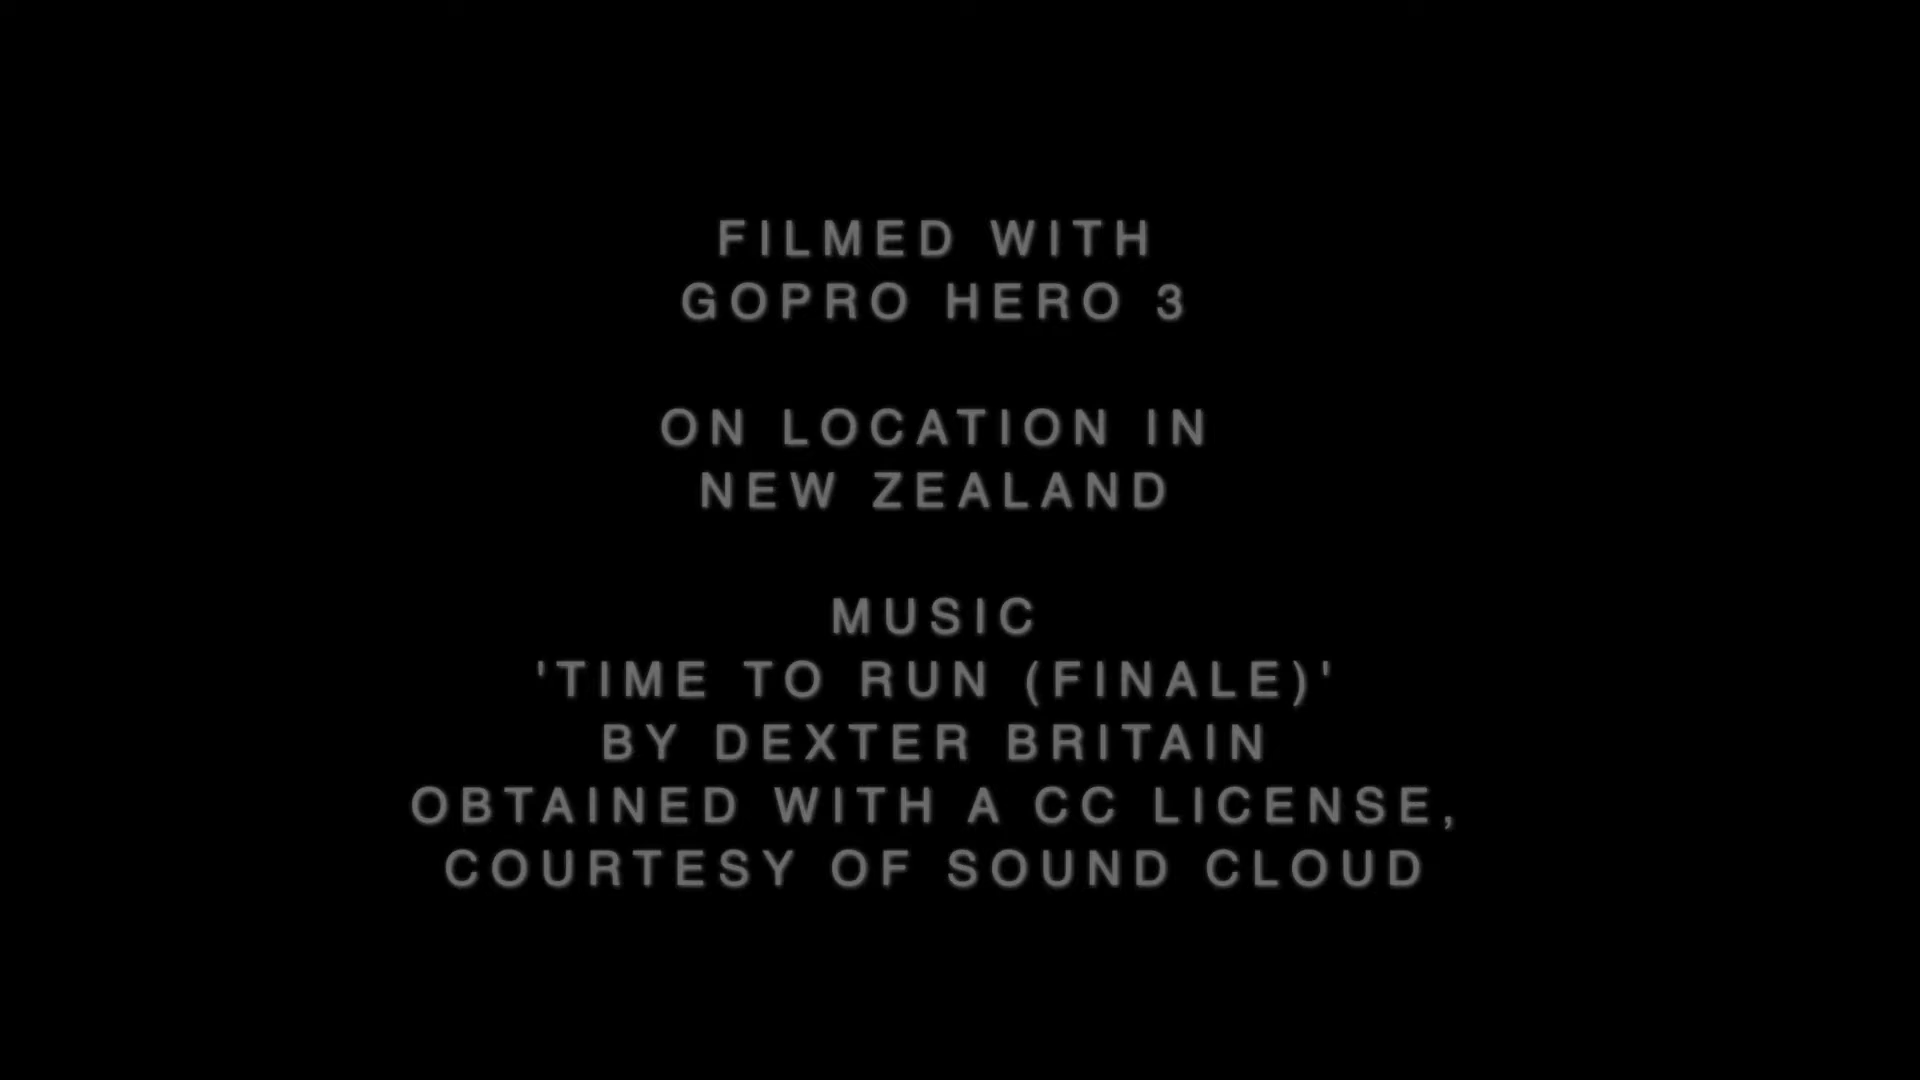 FILMED WITH
GOPRO HERO 3
ON LOCATION IN
NEW ZEALAND
MUSIC
'TIME TO RUN (FINALE)'
BY DEXTER BRITAIN
OBTAINED WITH A CC LICENSE,
COURTESY OF SOUND CLOUD